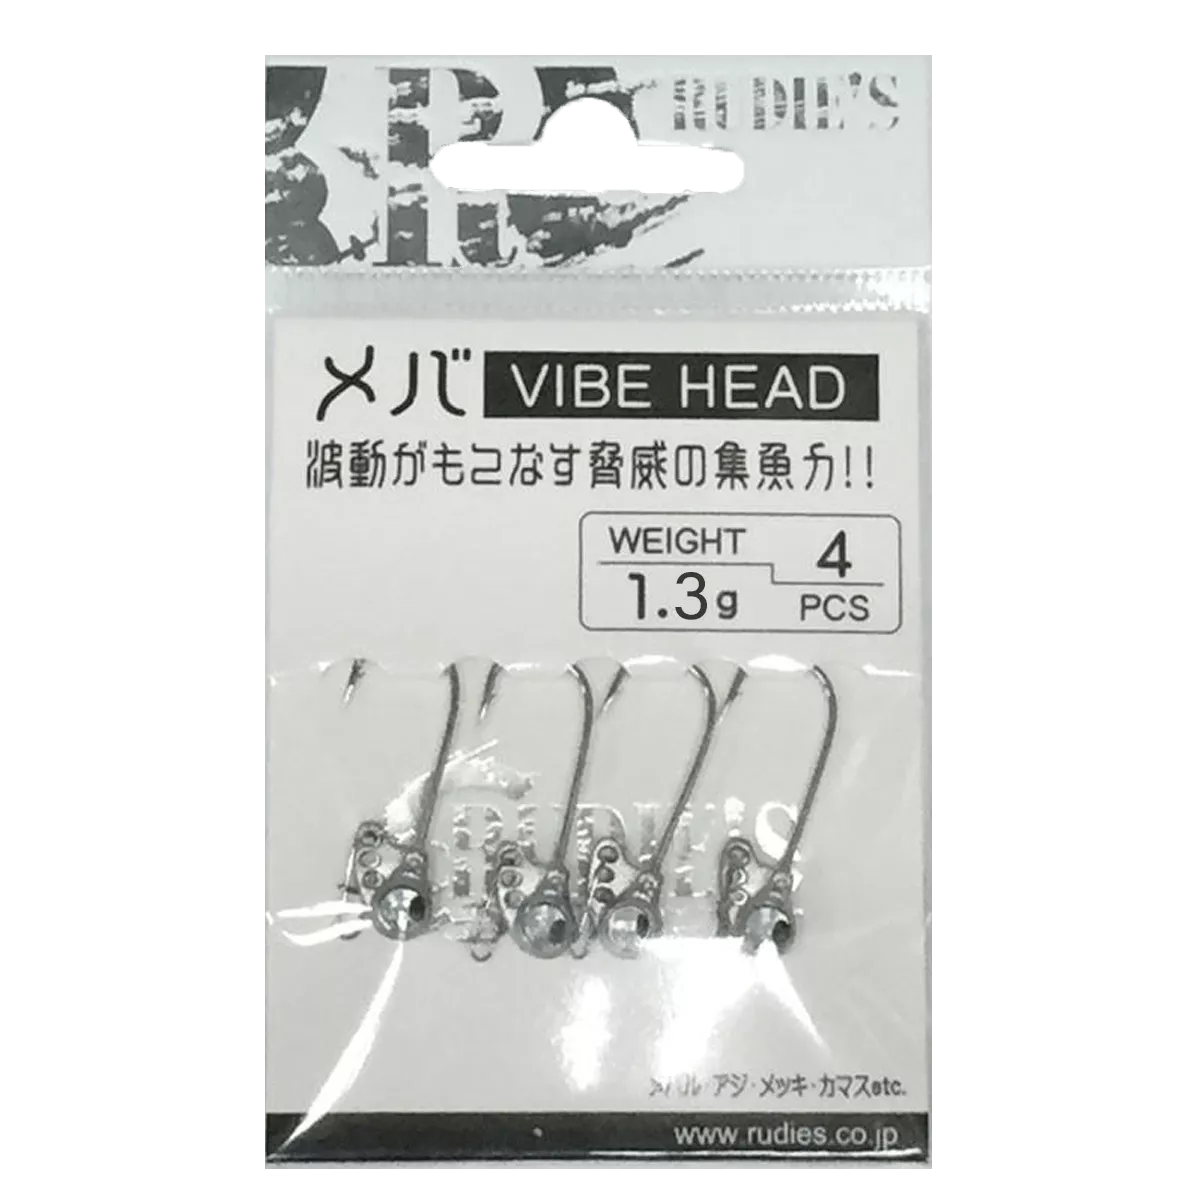 RUDIE'S
メバ VIBE HEAD
波動がもたらす脅威の集魚力!!
WEIGHT
1.3g
4
PCS
RUDIE'S
メバル・アジ・メッキ・カマスetc.
www.rudies.co.jp